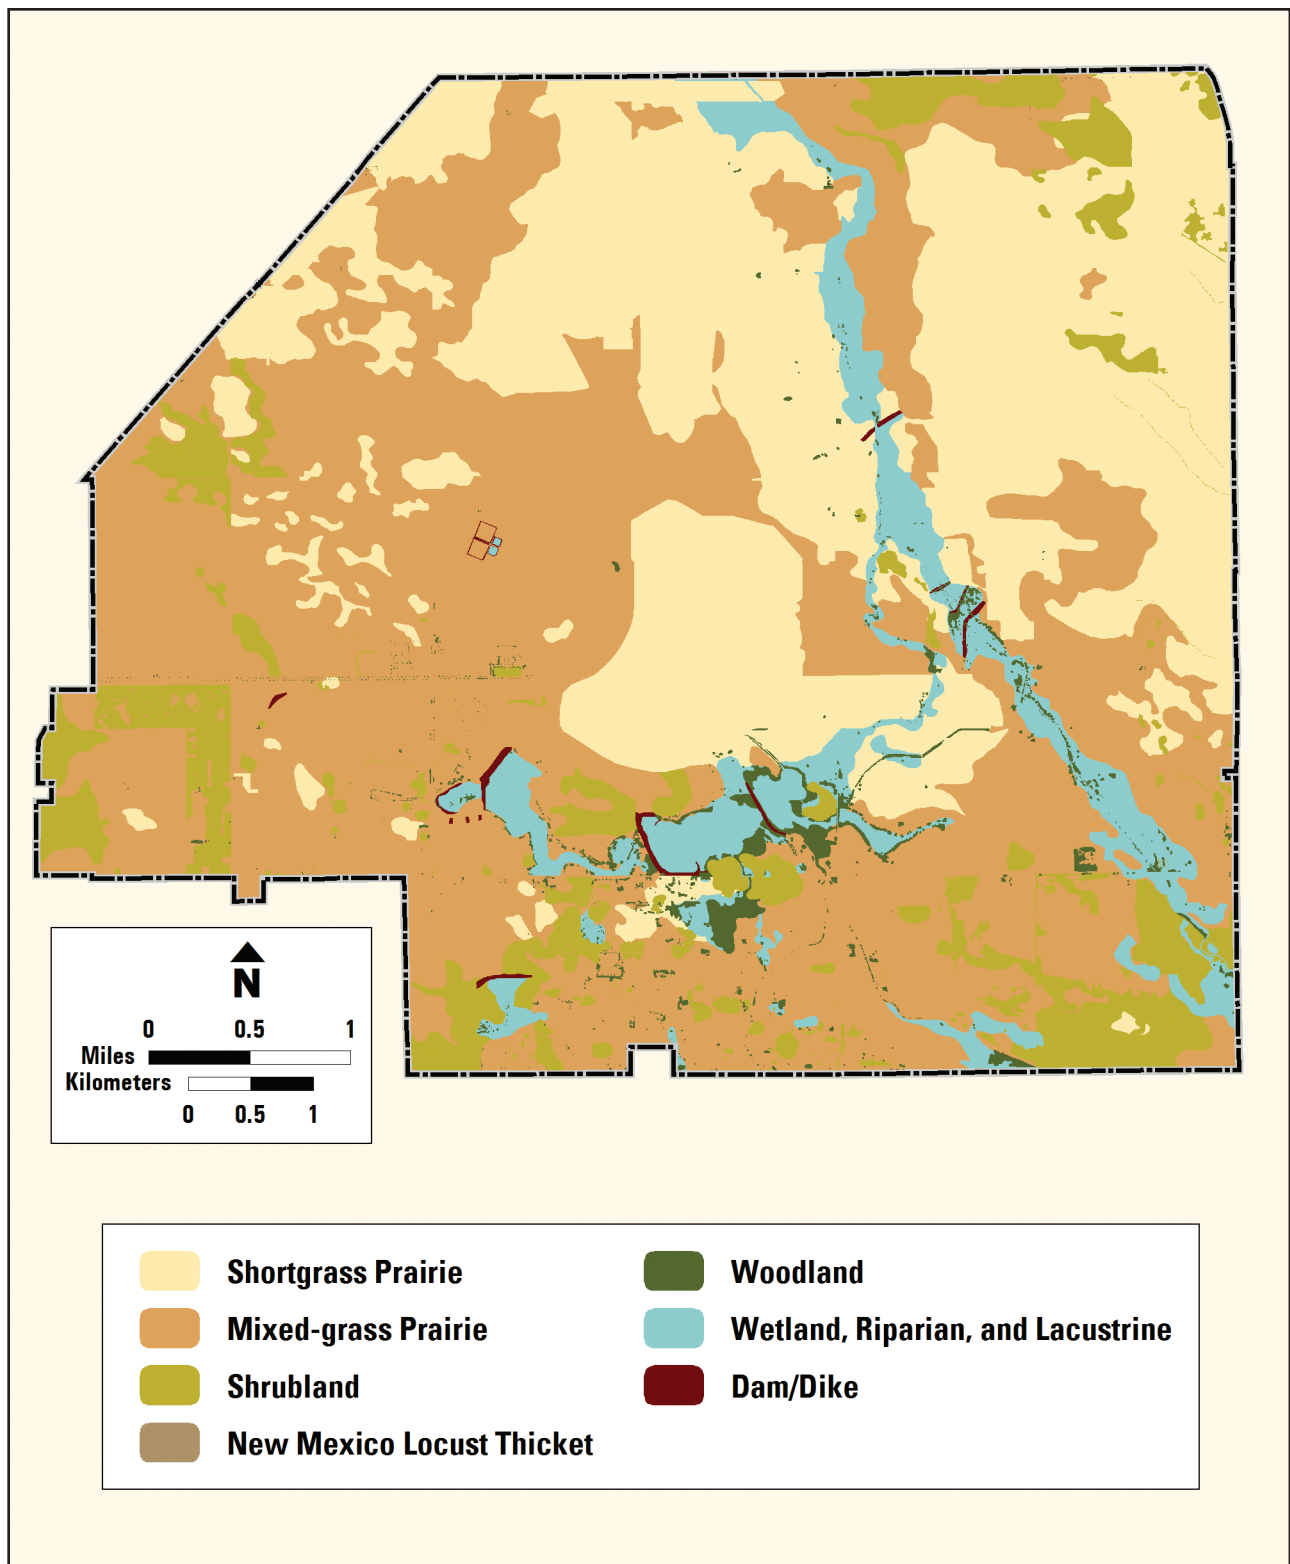 N
0 0.5 1
Miles
Kilometers
0 0.5 1
Shortgrass Prairie
Mixed-grass Prairie
Shrubland
New Mexico Locust Thicket
Woodland
Wetland, Riparian, and Lacustrine
Dam/Dike